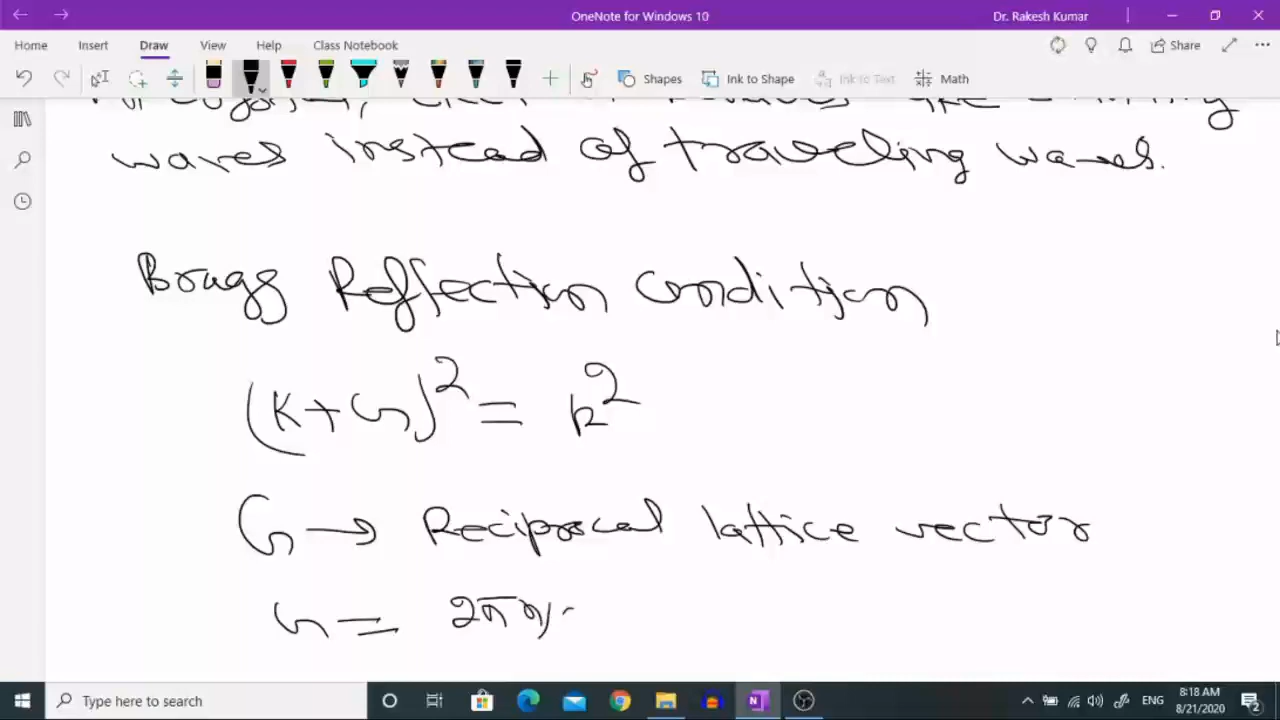 OneNote for Windows 10
Dr. Rakesh Kumar
Home Insert Draw View Help Class Notebook Share
Shapes Ink to Shape Ink to Text Math
waves instead of traveling waves.
Bragg Reflection condition
(K+G)² = k²
G → Reciprocal lattice vector
G = 2πn/
Type here to search
ENG
8:18 AM
8/21/2020
2